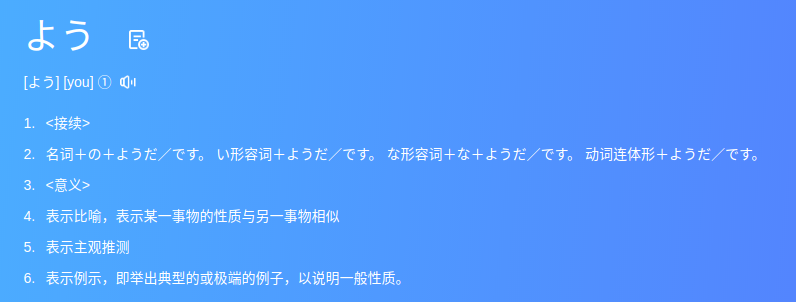 よう
[よう] [you] ①
1. <接续>
2. 名词＋の＋ようだ／です。 い形容词＋ようだ／です。 な形容词＋な＋ようだ／です。 动词连体形＋ようだ／です。
3. <意义>
4. 表示比喻，表示某一事物的性质与另一事物相似
5. 表示主观推测
6. 表示例示，即举出典型的或极端的例子，以说明一般性质。